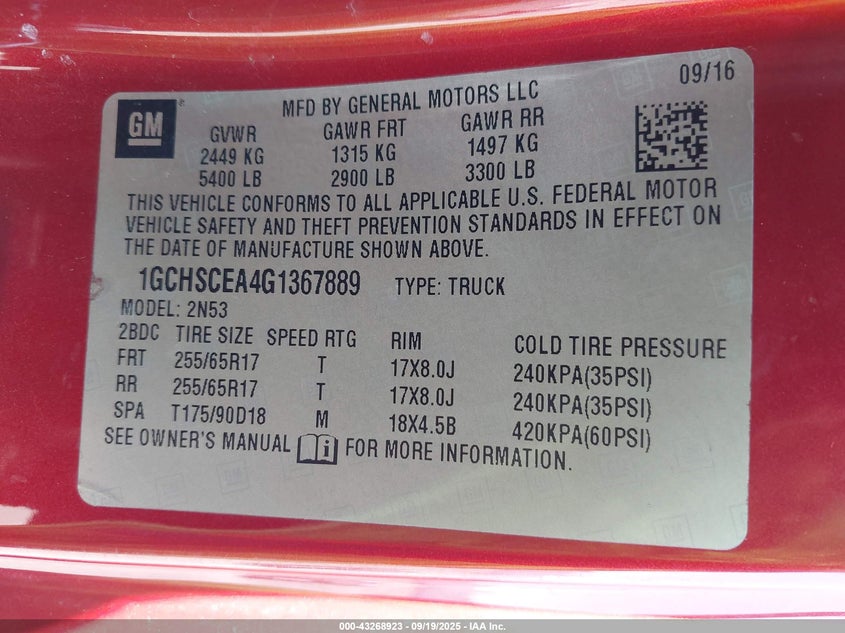 GM
MFD BY GENERAL MOTORS LLC
09/16
GVWR GAWR FRT GAWR RR
2449 KG 1315 KG 1497 KG
5400 LB 2900 LB 3300 LB
THIS VEHICLE CONFORMS TO ALL APPLICABLE U.S. FEDERAL MOTOR
VEHICLE SAFETY AND THEFT PREVENTION STANDARDS IN EFFECT ON
THE DATE OF MANUFACTURE SHOWN ABOVE.
1GCHSCEA4G1367889 TYPE: TRUCK
MODEL: 2N53
2BDC TIRE SIZE SPEED RTG RIM COLD TIRE PRESSURE
FRT 255/65R17 T 17X8.0J 240KPA(35PSI)
RR 255/65R17 T 17X8.0J 240KPA(35PSI)
SPA T175/90D18 M 18X4.5B 420KPA(60PSI)
SEE OWNER'S MANUAL i FOR MORE INFORMATION.
000-43268923 - 09/19/2025 - IAA Inc.